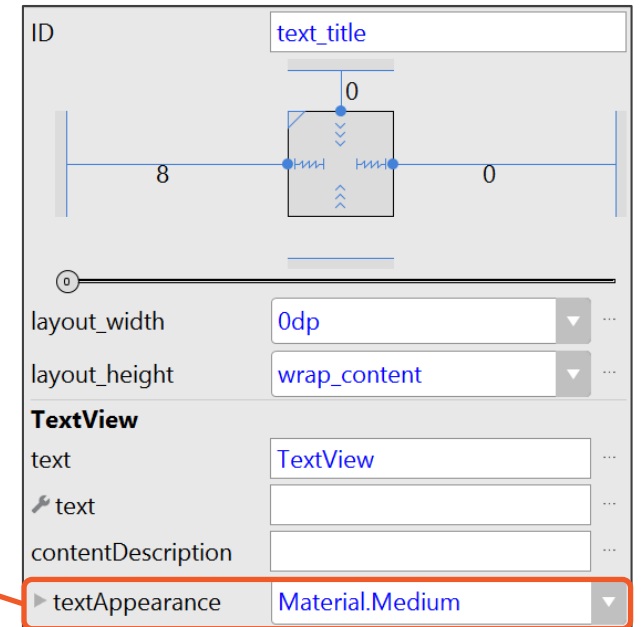 ID text_title
0
8 0
0
layout_width 0dp ...
layout_height wrap_content ...
TextView
text TextView ...
text ...
contentDescription ...
textAppearance Material.Medium